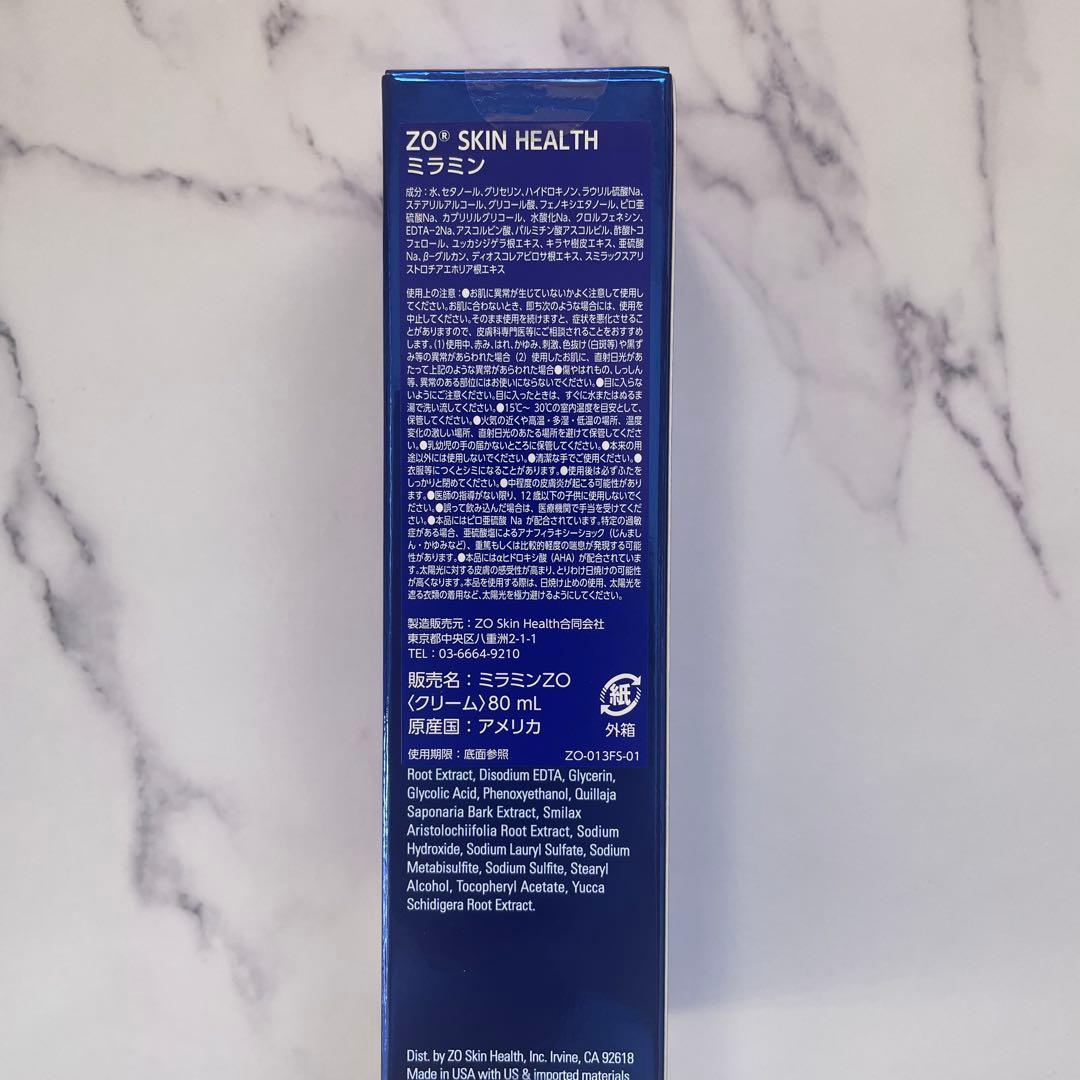 ZO® SKIN HEALTH
ミラミン
成分：水、セタノール、グリセリン、ハイドロキノン、ラウリル硫酸Na、
ステアリルアルコール、グリコール酸、フェノキシエタノール、ピロ亜
硫酸Na、カプリリルグリコール、水酸化Na、クロルフェネシン、
EDTA-2Na、アスコルビン酸、パルミチン酸アスコルビル、酢酸トコ
フェロール、ユッカシジゲラ根エキス、キラヤ樹皮エキス、亜硫酸
Na、β-グルカン、ディオスコレアビロサ根エキス、スミラックスアリ
ストロチアエホリア根エキス
使用上の注意：●お肌に異常が生じていないかよく注意して使用し
てください。お肌に合わないとき、即ち次のような場合には、使用を
中止してください。そのまま使用を続けますと、症状を悪化させるこ
とがありますので、皮膚科専門医等にご相談されることをおすすめ
します。(1)使用中、赤み、はれ、かゆみ、刺激、色抜け(白斑等)や黒ず
み等の異常があらわれた場合（2）使用したお肌に、直射日光があ
たって上記のような異常があらわれた場合●傷やはれもの、しっしん
等、異常のある部位にはお使いにならないでください。●目に入らな
いようにご注意ください。目に入ったときは、すぐに水またはぬるま
湯で洗い流してください。●15℃～ 30℃の室内温度を目安として、
保管してください。●火気の近くや高温・多湿・低温の場所、温度
変化の激しい場所、直射日光のあたる場所を避けて保管してくださ
い。●乳幼児の手の届かないところに保管してください。●本来の用
途以外には使用しないでください。●清潔な手でご使用ください。●
衣服等につくとシミになることがあります。●使用後は必ずふたを
しっかりと閉めてください。●中程度の皮膚炎が起こる可能性があり
ます。●医師の指導がない限り、12歳以下の子供に使用しないでく
ださい。●誤って飲み込んだ場合は、医療機関で手当を受けてくだ
さい。●本品にはピロ亜硫酸 Na が配合されています。特定の過敏
症がある場合、亜硫酸塩によるアナフィラキシーショック（じんまし
ん・かゆみなど）、重篤もしくは比較的軽度の喘息が発現する可能
性があります。●本品にはαヒドロキシ酸（AHA）が配合されていま
す。太陽光に対する皮膚の感受性が高まり、とりわけ日焼けの可能性
が高くなります。本品を使用する際は、日焼け止めの使用、太陽光を
遮る衣類の着用など、太陽光を極力避けるようにしてください。
製造販売元：ZO Skin Health合同会社
東京都中央区八重洲2-1-1
TEL：03-6664-9210
販売名：ミラミンZO
〈クリーム〉80 mL
原産国：アメリカ
紙
外箱
使用期限：底面参照 ZO-013FS-01
Root Extract, Disodium EDTA, Glycerin,
Glycolic Acid, Phenoxyethanol, Quillaja
Saponaria Bark Extract, Smilax
Aristolochiifolia Root Extract, Sodium
Hydroxide, Sodium Lauryl Sulfate, Sodium
Metabisulfite, Sodium Sulfite, Stearyl
Alcohol, Tocopheryl Acetate, Yucca
Schidigera Root Extract.
Dist. by ZO Skin Health, Inc. Irvine, CA 92618
Made in USA with US & imported materials